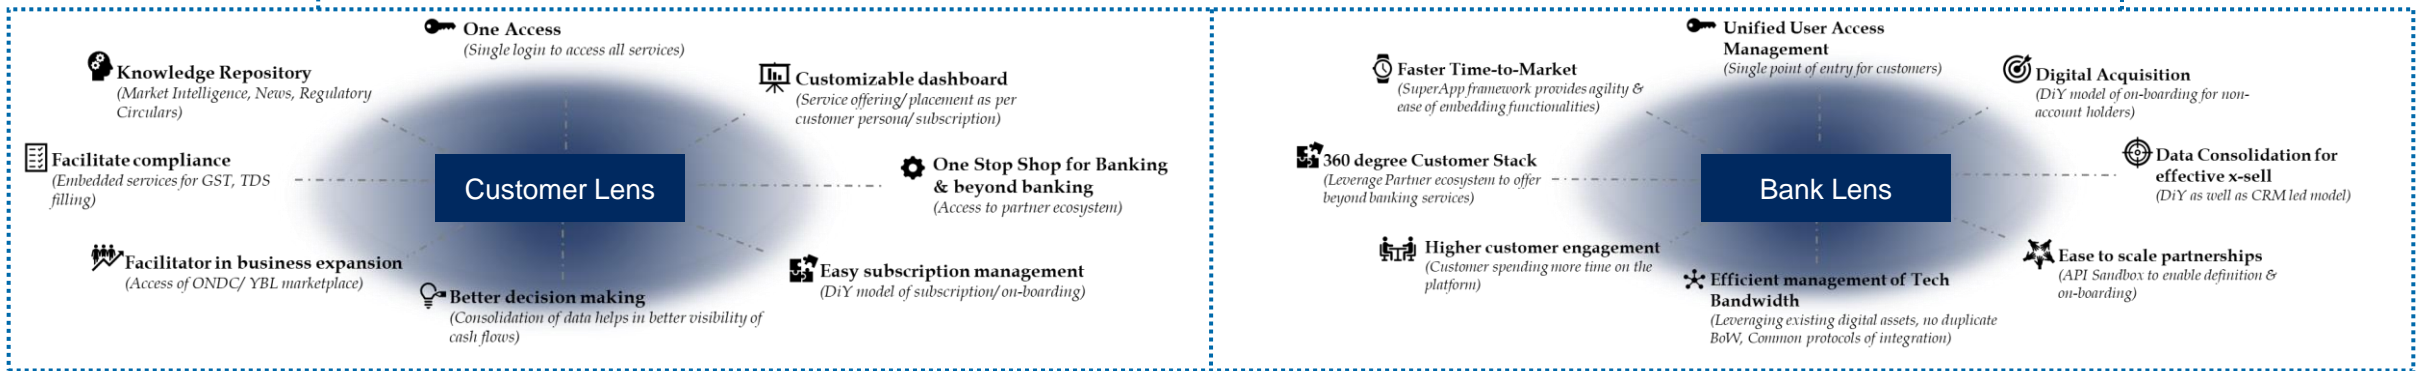 One Access
(Single login to access all services)
Knowledge Repository
(Market Intelligence, News, Regulatory
Circulars)
Customizable dashboard
(Service offering/ placement as per
customer persona/ subscription)
Facilitate compliance
(Embedded services for GST, TDS
filling)
Customer Lens
One Stop Shop for Banking
& beyond banking
(Access to partner ecosystem)
Facilitator in business expansion
(Access of ONDC/ YBL marketplace)
Easy subscription management
(DiY model of subscription/ on-boarding)
Better decision making
(Consolidation of data helps in better visibility of
cash flows)
Unified User Access
Management
(Single point of entry for customers)
Faster Time-to-Market
(SuperApp framework provides agility &
ease of embedding functionalities)
Digital Acquisition
(DiY model of on-boarding for non-
account holders)
360 degree Customer Stack
(Leverage Partner ecosystem to offer
beyond banking services)
Bank Lens
Data Consolidation for
effective x-sell
(DiY as well as CRM led model)
Higher customer engagement
(Customer spending more time on the
platform)
Ease to scale partnerships
(API Sandbox to enable definition &
on-boarding)
Efficient management of Tech
Bandwidth
(Leveraging existing digital assets, no duplicate
BoW, Common protocols of integration)